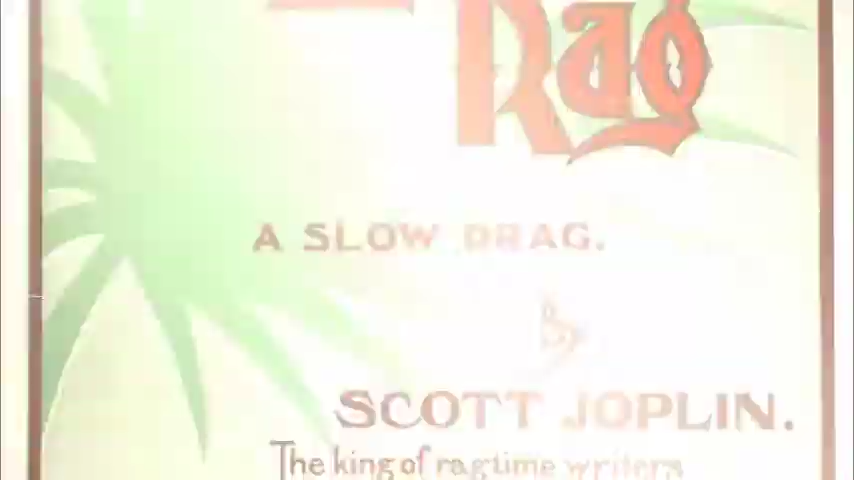 Rag
A SLOW DRAG.
By
SCOTT JOPLIN.
The king of ragtime writers